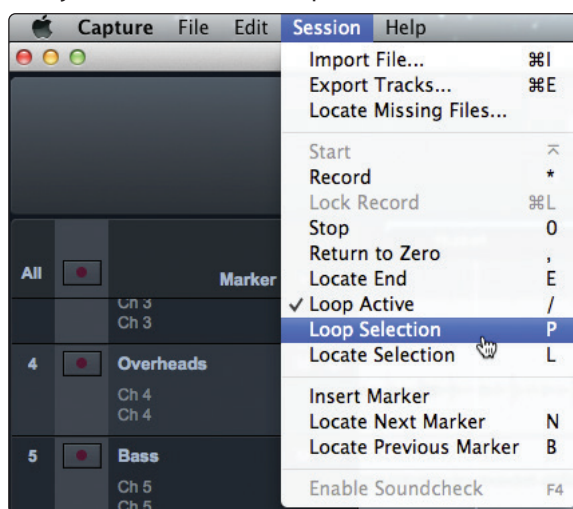 Capture File Edit Session Help
Import File... ⌘I
Export Tracks... ⌘E
Locate Missing Files...
Start ⌅
Record *
Lock Record ⌘L
Stop 0
Return to Zero ,
Locate End E
✓ Loop Active /
Loop Selection P
Locate Selection L
Insert Marker
Locate Next Marker N
Locate Previous Marker B
Enable Soundcheck F4
All Marker
Ch 3
Ch 3
4 Overheads
Ch 4
Ch 4
5 Bass
Ch 5
Ch 5